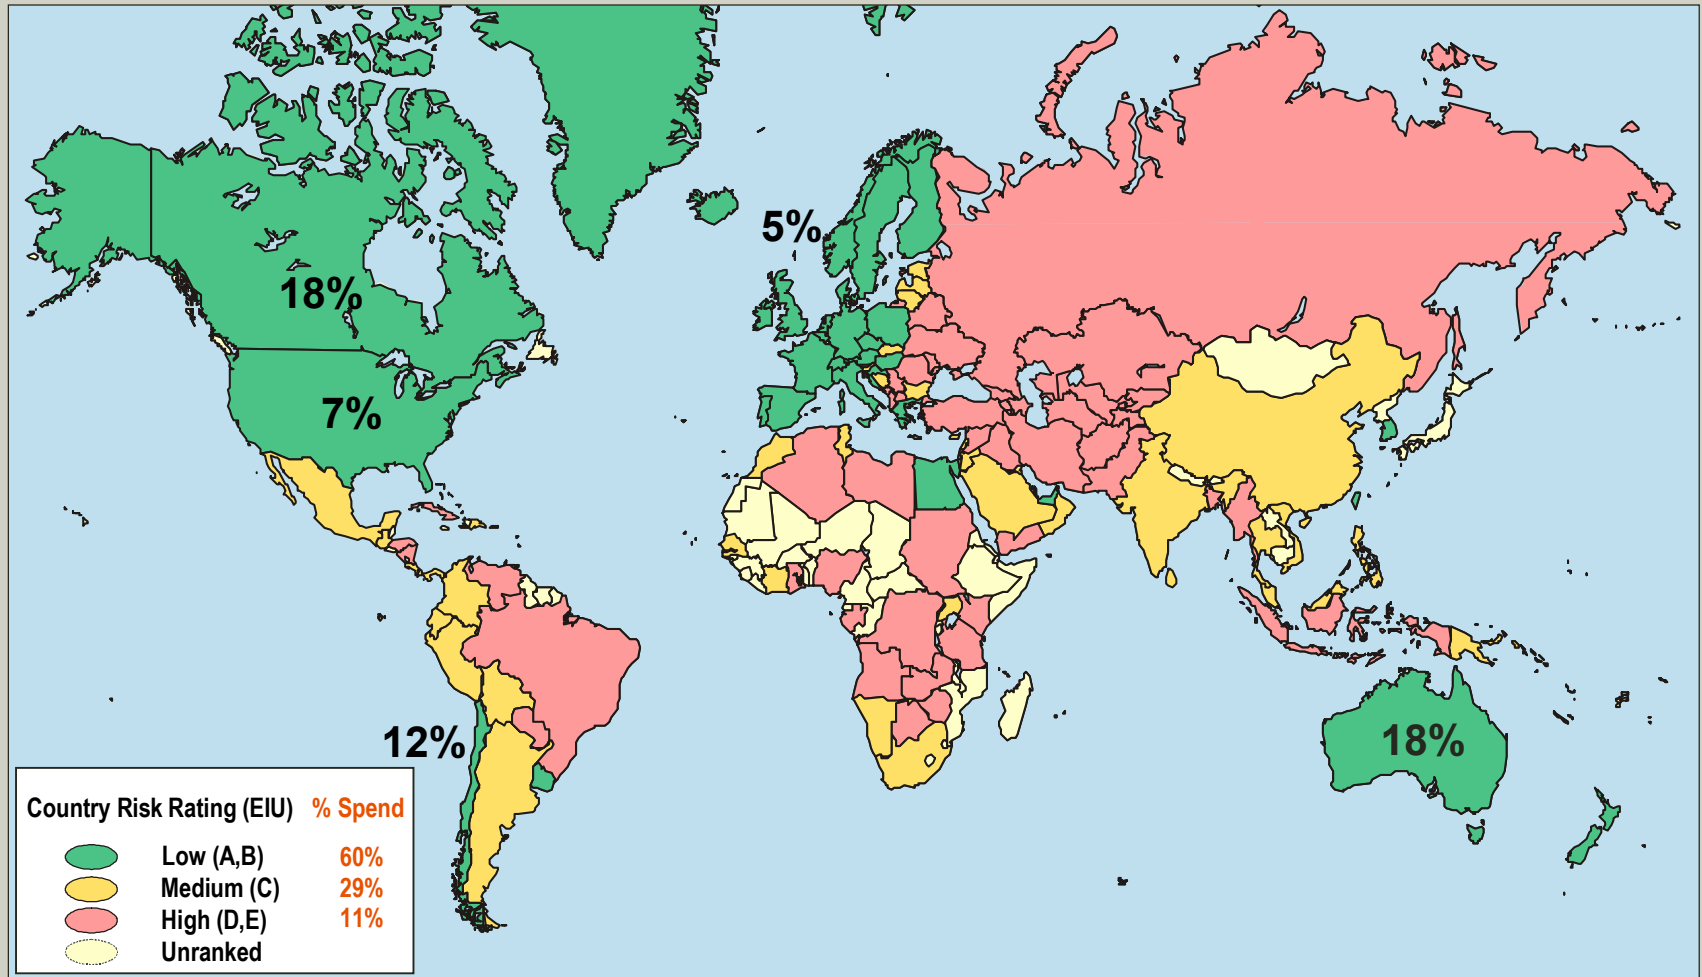 5%
18%
7%
12%
18%
Country Risk Rating (EIU) % Spend
Low (A,B) 60%
Medium (C) 29%
High (D,E) 11%
Unranked